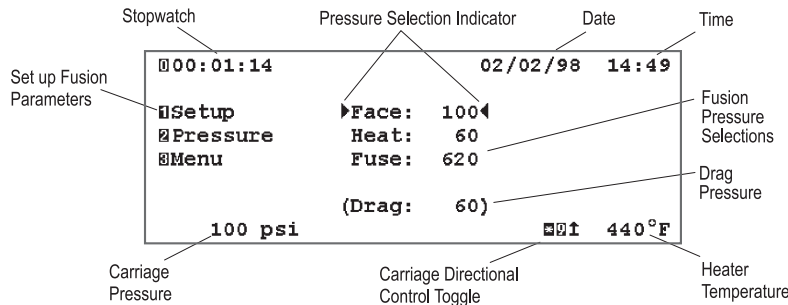 Stopwatch
Pressure Selection Indicator
Date
Time
000:01:14
02/02/98 14:49
Set up Fusion
Parameters
1Setup
Face: 100
2Pressure
Heat: 60
3Menu
Fuse: 620
Fusion
Pressure
Selections
(Drag: 60)
Drag
Pressure
100 psi
*9↥ 440°F
Carriage
Pressure
Carriage Directional
Control Toggle
Heater
Temperature